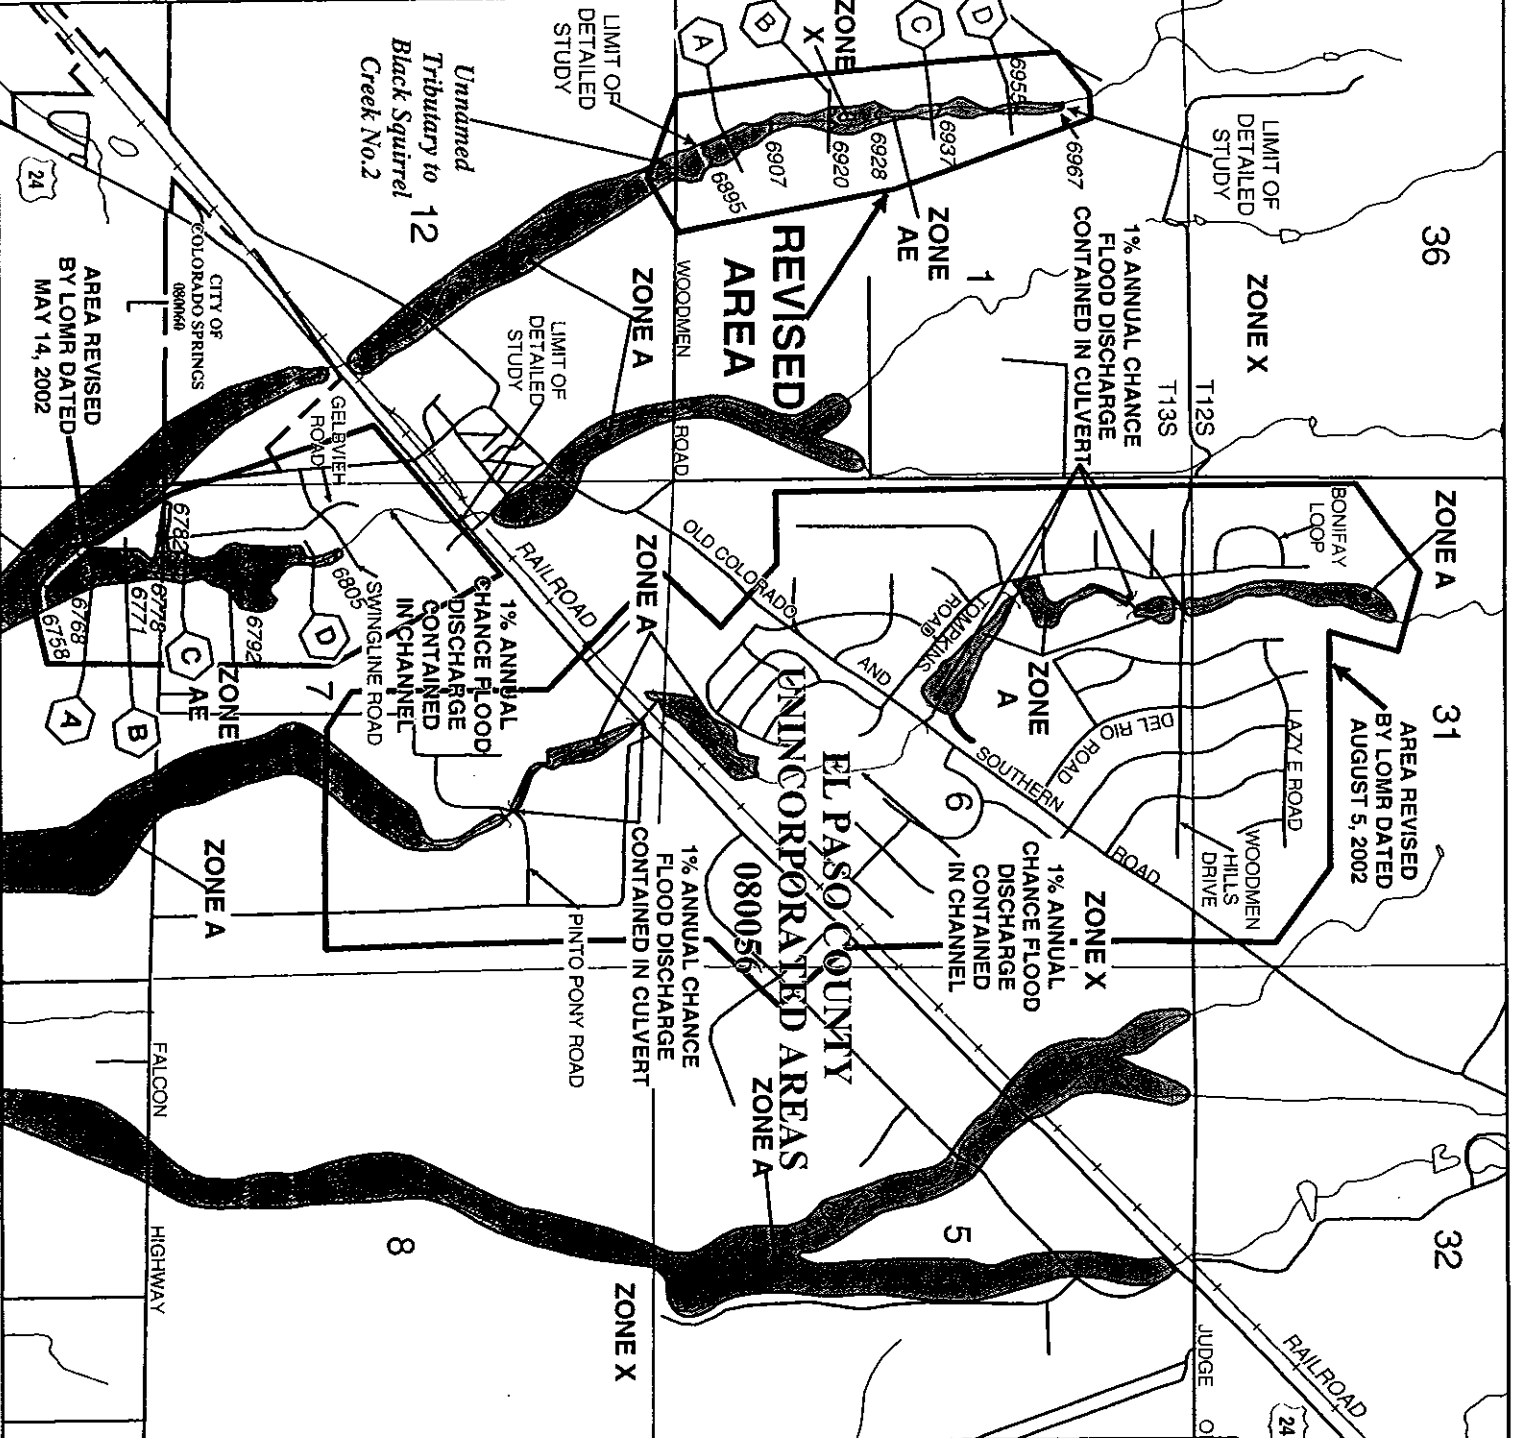 36
ZONE X
T12S
T13S
31
32
LIMIT OF
DETAILED
STUDY
6967
6955
6937
6928
6920
6907
6895
D
C
B
A
ZONE
X
ZONE
AE
1
REVISED
AREA
1% ANNUAL CHANCE
FLOOD DISCHARGE
CONTAINED IN CULVERT
LIMIT OF
DETAILED
STUDY
Unnamed
Tributary to
Black Squirrel
Creek No.2
12
24
WOODMEN
ROAD
ZONE A
LIMIT OF
DETAILED
STUDY
CITY OF
COLORADO SPRINGS
080060
AREA REVISED
BY LOMR DATED
MAY 14, 2002
GELBVIEH
ROAD
ZONE A
BONIFAY
LOOP
AREA REVISED
BY LOMR DATED
AUGUST 5, 2002
LAZY E ROAD
WOODMEN
HILLS
DRIVE
DEL RIO ROAD
TOMPKINS
ROAD
ZONE
A
OLD COLORADO
AND
SOUTHERN
ROAD
6
ZONE X
1% ANNUAL
CHANCE FLOOD
DISCHARGE
CONTAINED
IN CHANNEL
EL PASO COUNTY
UNINCORPORATED AREAS
080056
ZONE A
RAILROAD
ZONE A
1% ANNUAL
CHANCE FLOOD
DISCHARGE
CONTAINED
IN CHANNEL
SWINGLINE ROAD
7
1% ANNUAL CHANCE
FLOOD DISCHARGE
CONTAINED IN CULVERT
PINTO PONY ROAD
6805
6792
6782
6778
6771
6768
6758
D
C
B
A
ZONE
AE
ZONE A
FALCON
HIGHWAY
8
5
ZONE X
JUDGE
RAILROAD
24